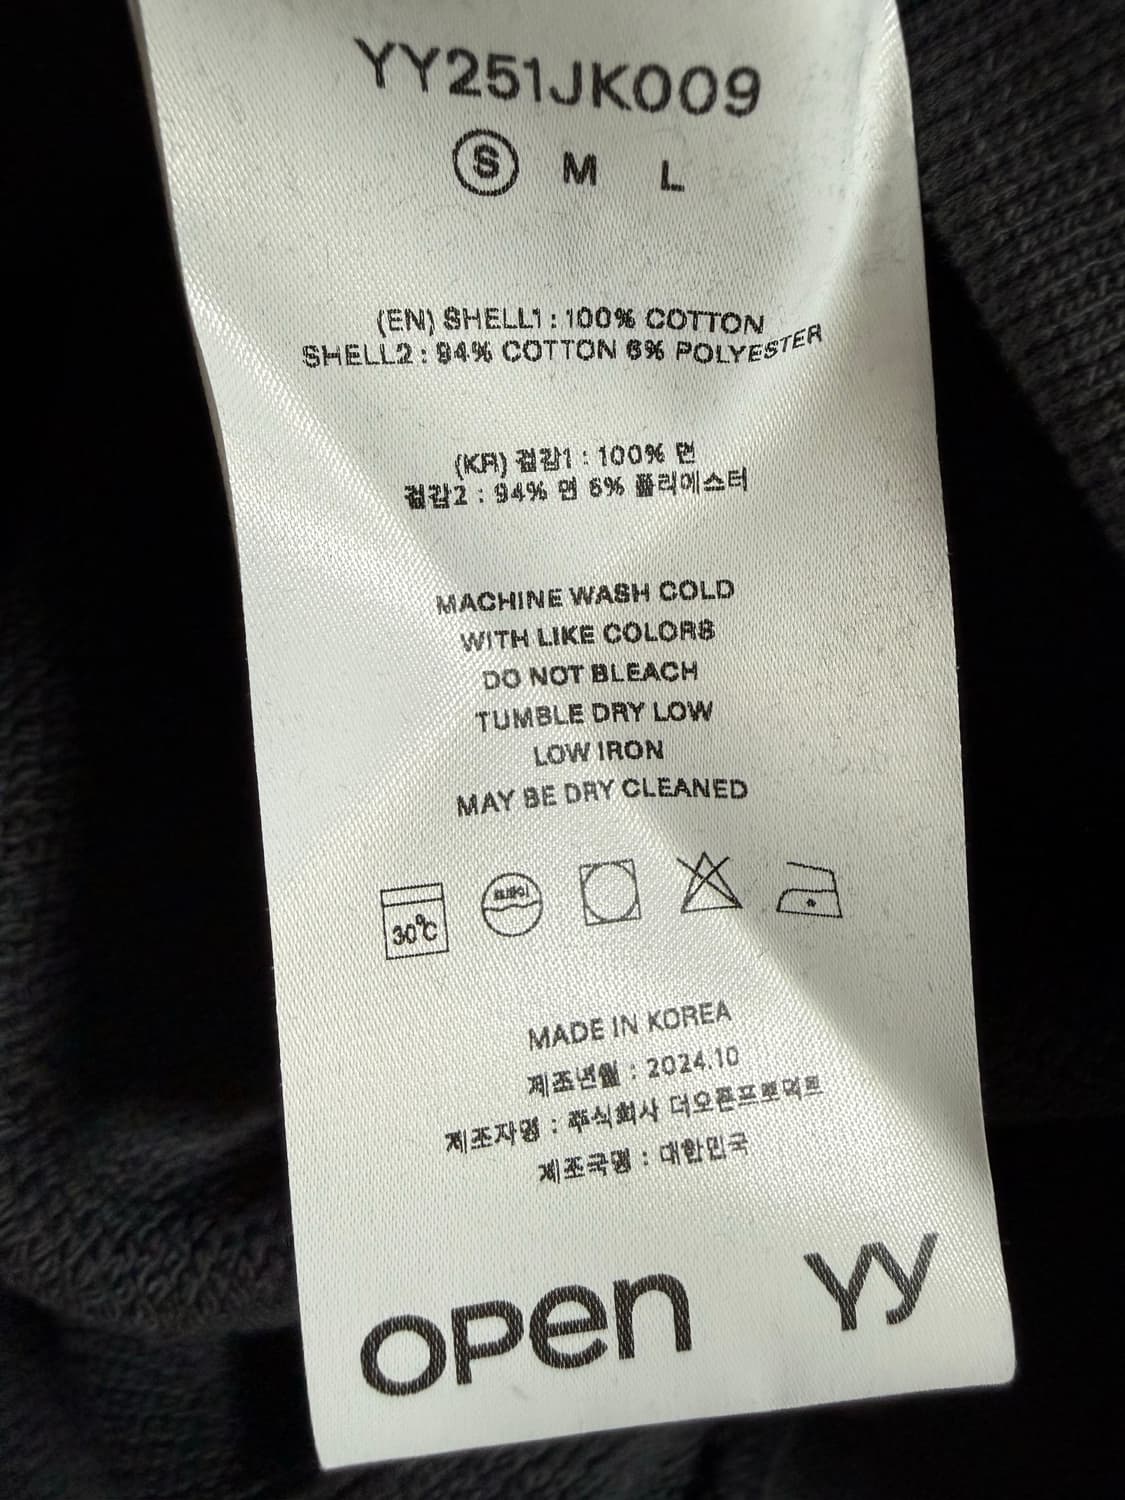 YY251JK009
S M L
(EN) SHELL1 : 100% COTTON
SHELL2 : 94% COTTON 6% POLYESTER
(KR) 겉감1 : 100% 면
겉감2 : 94% 면 6% 폴리에스터
MACHINE WASH COLD
WITH LIKE COLORS
DO NOT BLEACH
TUMBLE DRY LOW
LOW IRON
MAY BE DRY CLEANED
30℃
MADE IN KOREA
제조년월 : 2024.10
제조자명 : 주식회사 더오픈프로덕트
제조국명 : 대한민국
open yy